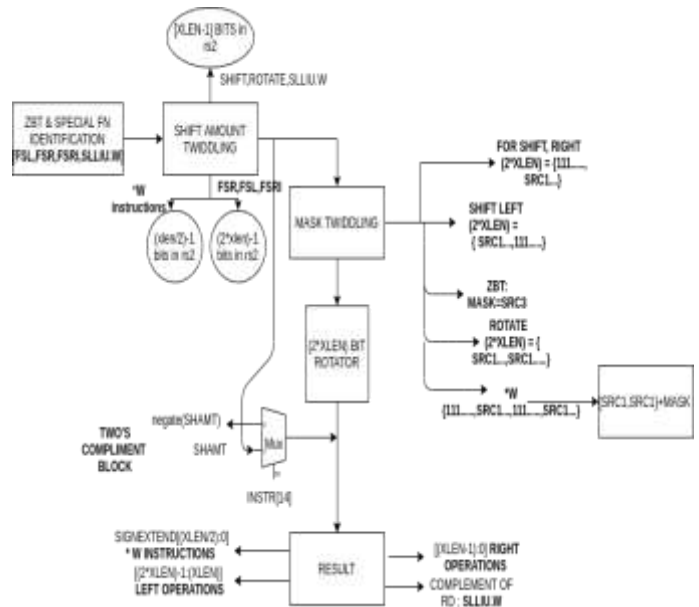 [XLEN-1] BITS in
rs2
SHIFT,ROTATE,SLLIU.W
ZBT & SPECIAL FN
IDENTIFICATION
[FSL,FSR,FSRI,SLLIU.W]
SHIFT AMOUNT
TWIDDLING
*W
instructions
FSR,FSL,FSRI
(xlen/2)-1
bits in rs2
(2*xlen)-1
bits in rs2
MASK TWIDDLING
FOR SHIFT, RIGHT
(2*XLEN) = {111....,
SRC1...}
SHIFT LEFT
(2*XLEN) =
{ SRC1...,111....}
ZBT:
MASK=SRC3
ROTATE
(2*XLEN) = {
SRC1...,SRC1....}
*W
{111....,SRC1...,111....,SRC1...}
{SRC1,SRC1}+MASK
[2*XLEN) BIT
ROTATOR
negate(SHAMT)
TWO'S
COMPLIMENT
BLOCK
SHAMT
Mux
INSTR[14]
SIGNEXTEND[(XLEN/2):0]
* W INSTRUCTIONS
[(2*XLEN)-1:(XLEN)]
LEFT OPERATIONS
RESULT
[(XLEN-1):0] RIGHT
OPERATIONS
COMPLEMENT OF
RD : SLLIU.W